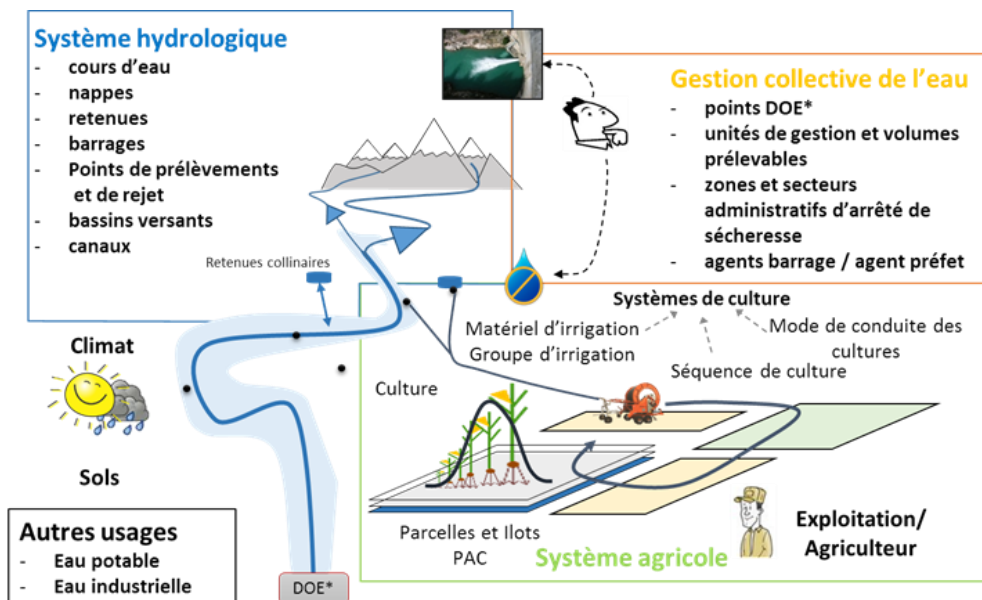 Système hydrologique
- cours d'eau
- nappes
- retenues
- barrages
- Points de prélèvements
et de rejet
- bassins versants
- canaux
Retenues collinaires
Gestion collective de l'eau
- points DOE*
- unités de gestion et volumes
prélevables
- zones et secteurs
administratifs d'arrêté de
sécheresse
- agents barrage / agent préfet
Systèmes de culture
Matériel d'irrigation
Groupe d'irrigation
Mode de conduite des
cultures
Séquence de culture
Culture
Parcelles et Ilots
PAC
Système agricole
Exploitation/
Agriculteur
Climat
Sols
Autres usages
- Eau potable
- Eau industrielle
DOE*